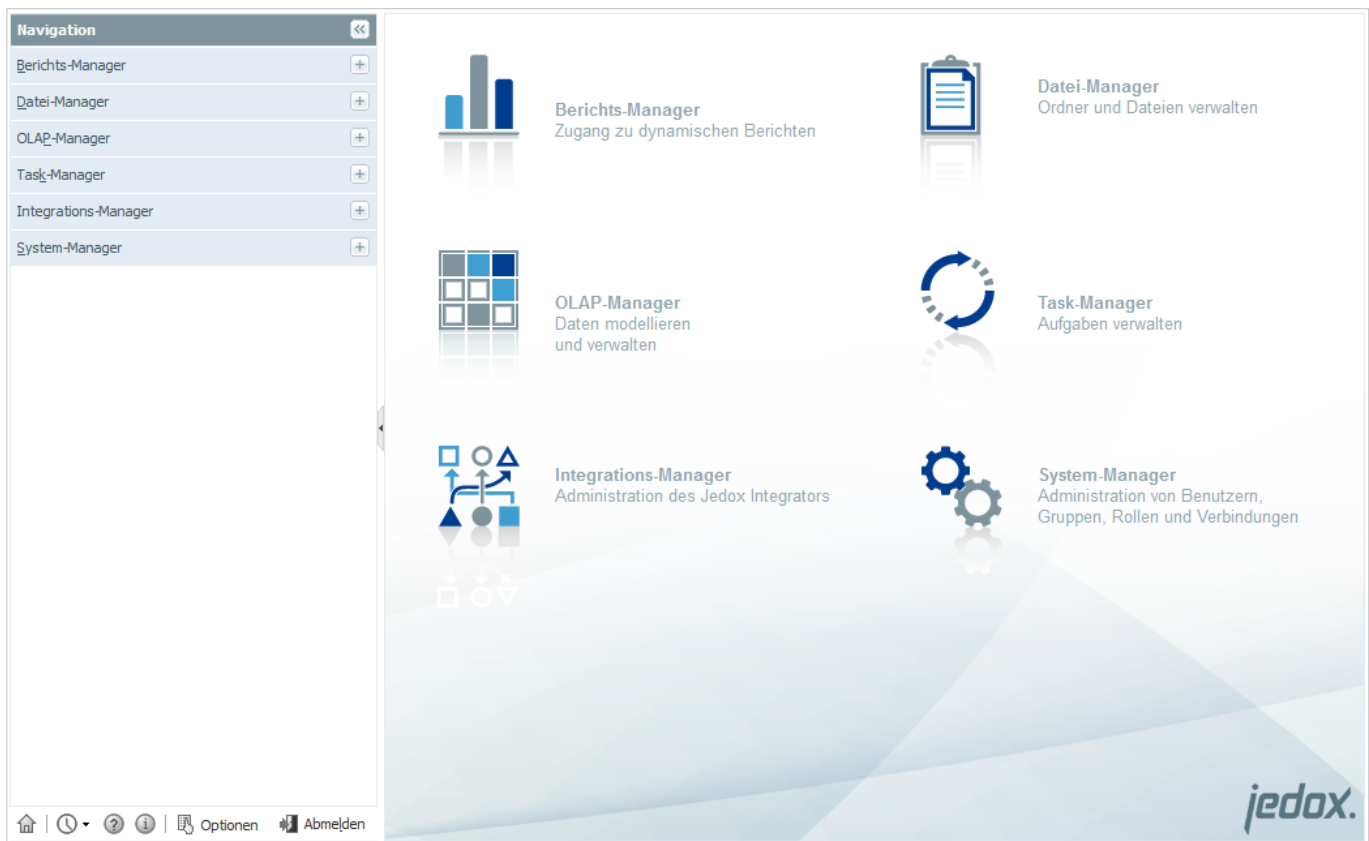 Navigation
Berichts-Manager
Datei-Manager
OLAP-Manager
Task-Manager
Integrations-Manager
System-Manager
Optionen
Abmelden
Berichts-Manager
Zugang zu dynamischen Berichten
Datei-Manager
Ordner und Dateien verwalten
OLAP-Manager
Daten modellieren
und verwalten
Task-Manager
Aufgaben verwalten
Integrations-Manager
Administration des Jedox Integrators
System-Manager
Administration von Benutzern,
Gruppen, Rollen und Verbindungen
jedox.